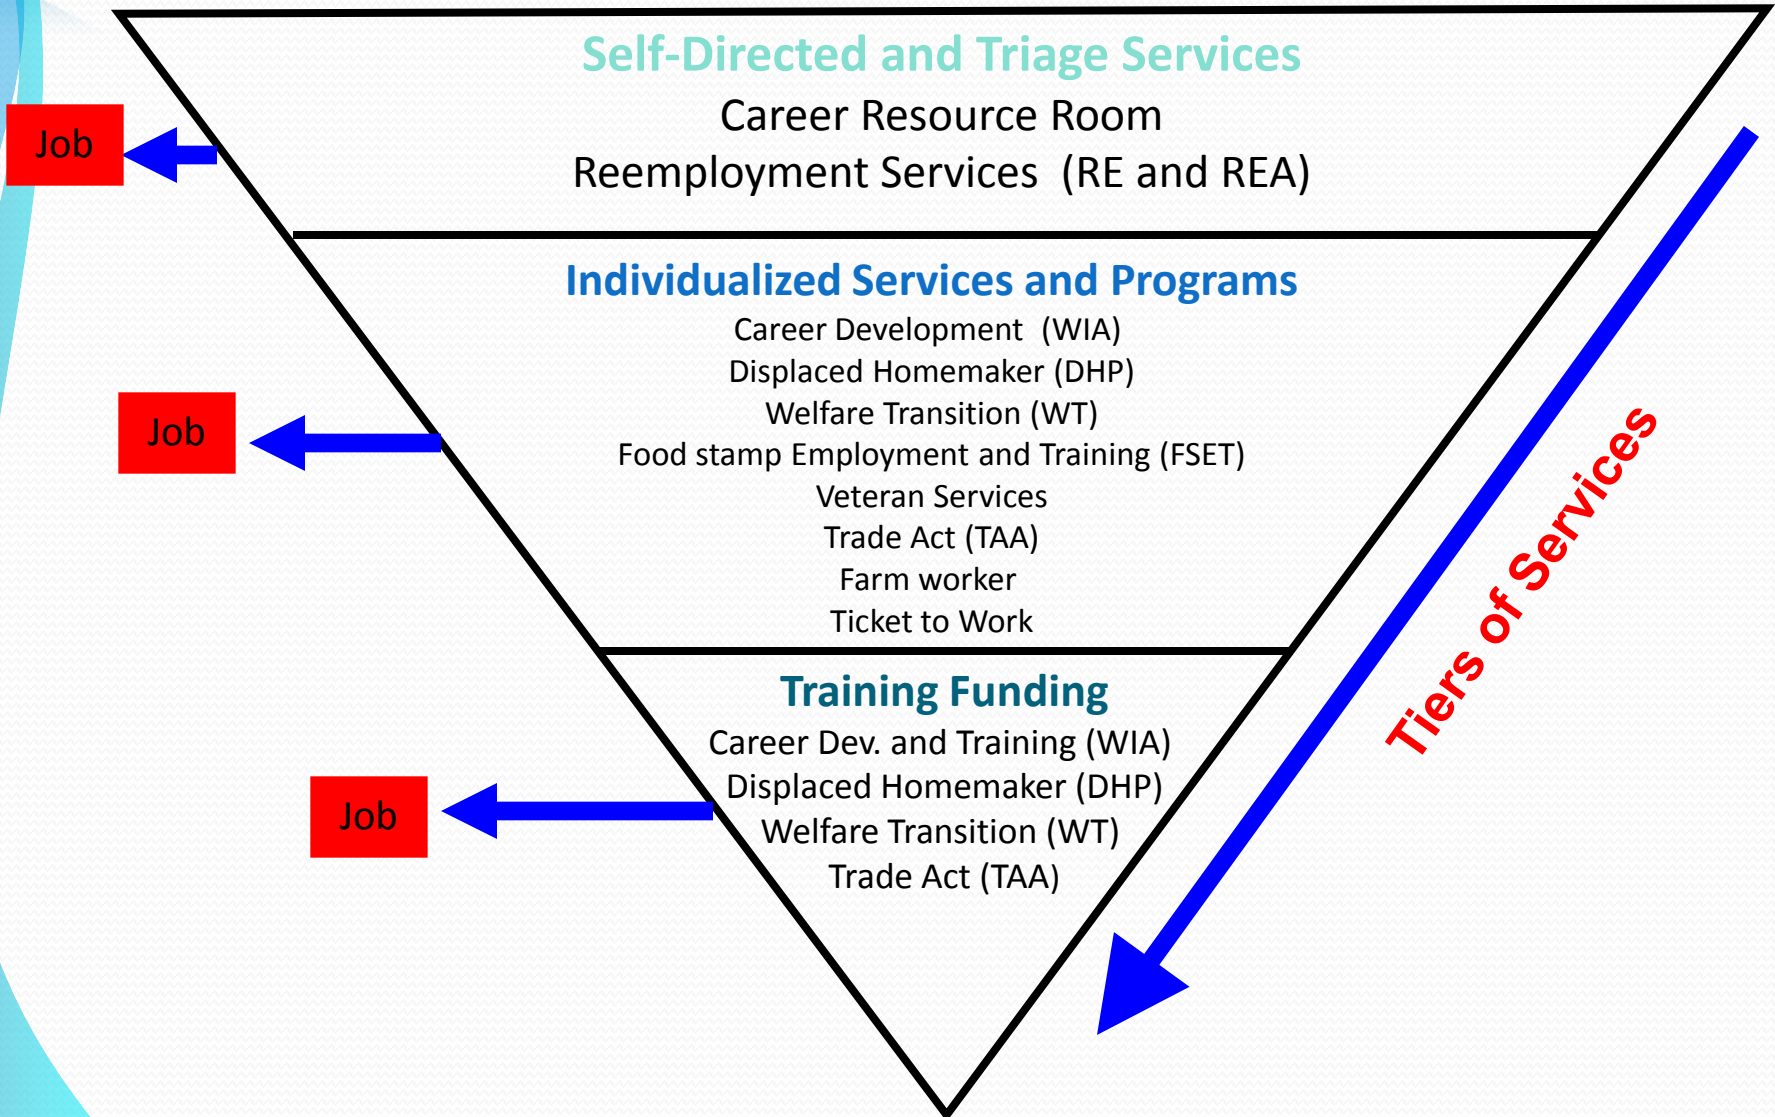 Self-Directed and Triage Services
Career Resource Room
Reemployment Services  (RE and REA)
Job
Individualized Services and Programs
Career Development  (WIA)
Displaced Homemaker (DHP)
Welfare Transition (WT)
Food stamp Employment and Training (FSET)
Veteran Services
Trade Act (TAA)
Farm worker
Ticket to Work
Job
Tiers of Services
Training Funding
Career Dev. and Training (WIA)
Displaced Homemaker (DHP)
Welfare Transition (WT)
Trade Act (TAA)
Job